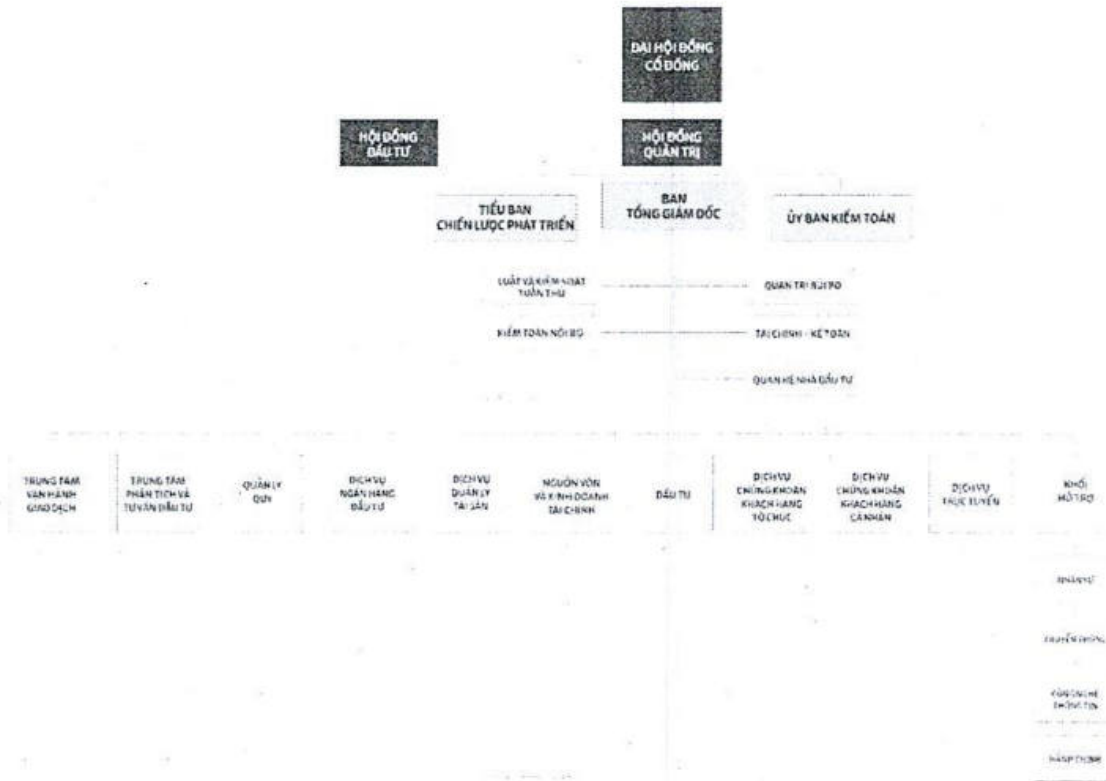 ĐẠI HỘI ĐỒNG
CỔ ĐÔNG
HỘI ĐỒNG
ĐẦU TƯ
HỘI ĐỒNG
QUẢN TRỊ
TIỂU BAN
CHIẾN LƯỢC PHÁT TRIỂN
BAN
TỔNG GIÁM ĐỐC
ỦY BAN KIỂM TOÁN
LUẬT VÀ KIỂM SOÁT
TUÂN THỦ
QUẢN TRỊ RỦI RO
KIỂM TOÁN NỘI BỘ
TÀI CHÍNH - KẾ TOÁN
QUAN HỆ NHÀ ĐẦU TƯ
TRUNG TÂM
VẬN HÀNH
GIAO DỊCH
TRUNG TÂM
PHÂN TÍCH VÀ
TƯ VẤN ĐẦU TƯ
QUẢN LÝ
QUỸ
DỊCH VỤ
NGÂN HÀNG
ĐẦU TƯ
DỊCH VỤ
QUẢN LÝ
TÀI SẢN
NGUỒN VỐN
VÀ KINH DOANH
TÀI CHÍNH
ĐẦU TƯ
DỊCH VỤ
CHỨNG KHOÁN
KHÁCH HÀNG
TỔ CHỨC
DỊCH VỤ
CHỨNG KHOÁN
KHÁCH HÀNG
CÁ NHÂN
DỊCH VỤ
TRỰC TUYẾN
KHỐI
HỖ TRỢ
NHÂN SỰ
TRUYỀN THÔNG
CÔNG NGHỆ
THÔNG TIN
HÀNH CHÍNH